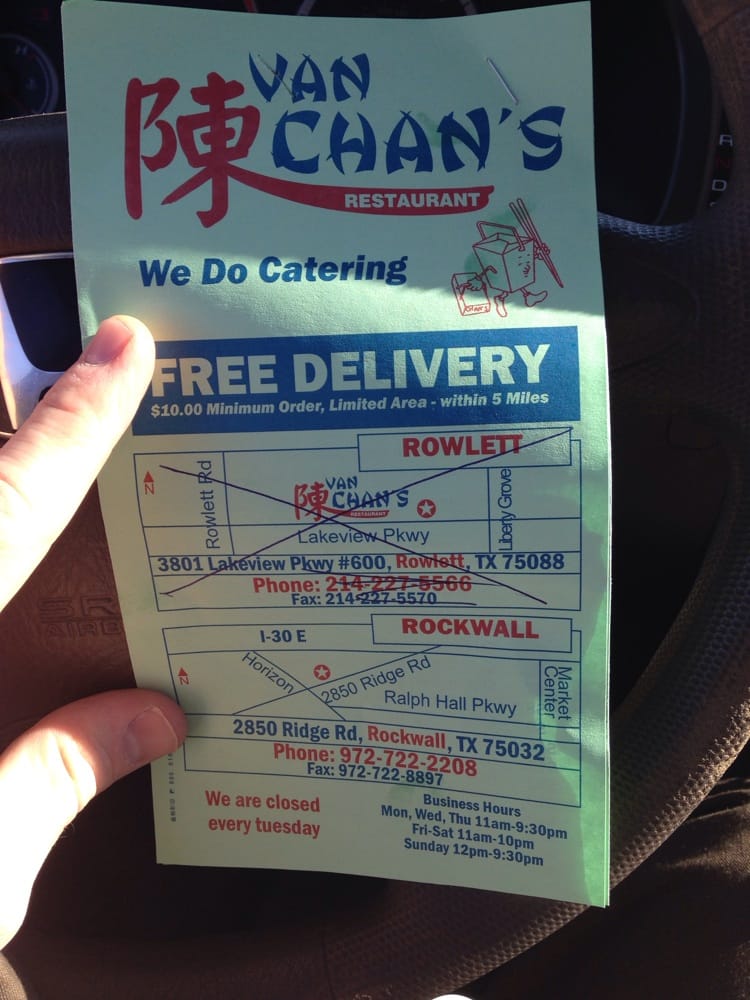 陳 VAN
CHAN'S
RESTAURANT
We Do Catering
CHAN'S
FREE DELIVERY
$10.00 Minimum Order, Limited Area - within 5 Miles
ROWLETT
N
Rowlett Rd
陳 VAN
CHAN'S
RESTAURANT
Liberty Grove
Lakeview Pkwy
3801 Lakeview Pkwy #600, Rowlett, TX 75088
Phone: 214-227-5566
Fax: 214-227-5570
ROCKWALL
I-30 E
N
Horizon
2850 Ridge Rd
Ralph Hall Pkwy
Market
Center
2850 Ridge Rd, Rockwall, TX 75032
Phone: 972-722-2208
Fax: 972-722-8897
We are closed
every tuesday
Business Hours
Mon, Wed, Thu 11am-9:30pm
Fri-Sat 11am-10pm
Sunday 12pm-9:30pm